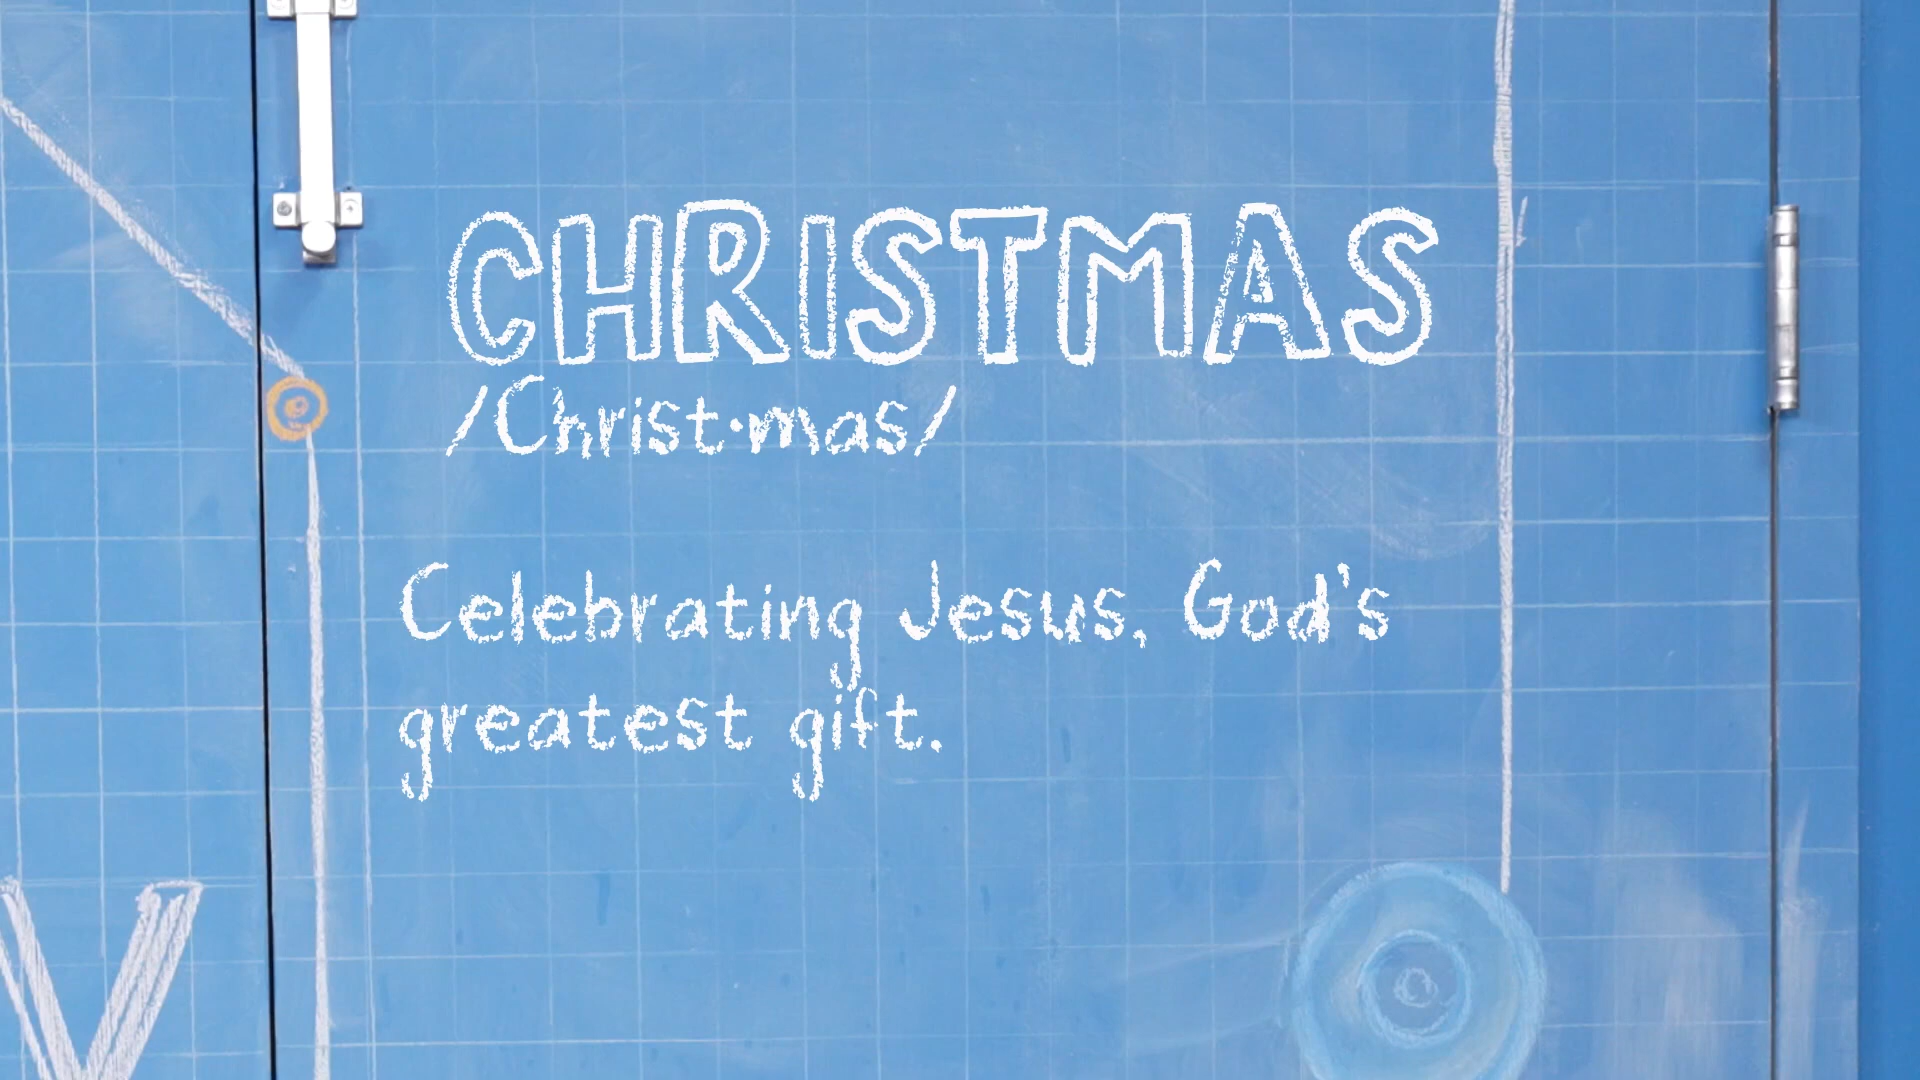 CHRISTMAS
/Christ·mas/
Celebrating Jesus, God's
greatest gift.